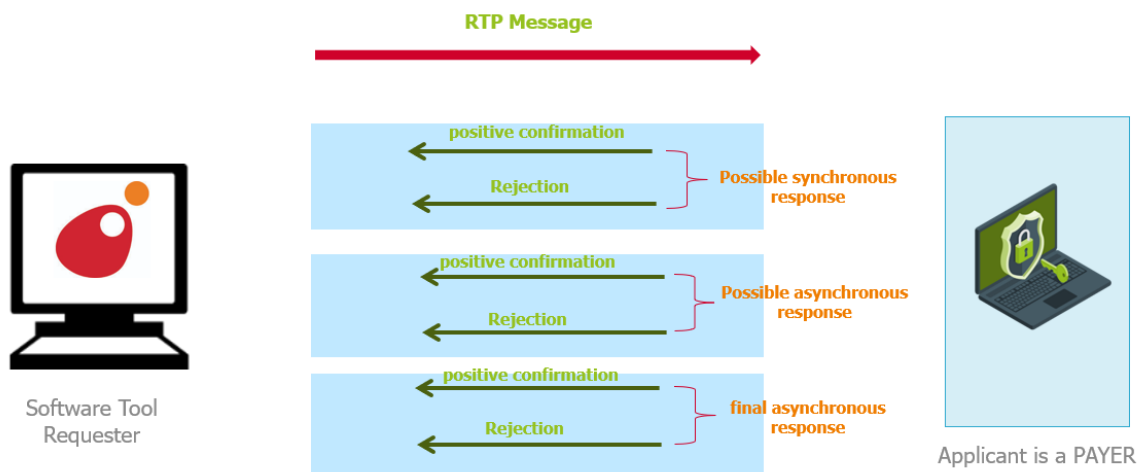 RTP Message
positive confirmation
Rejection
Possible synchronous
response
positive confirmation
Rejection
Possible asynchronous
response
positive confirmation
Rejection
final asynchronous
response
Software Tool
Requester
Applicant is a PAYER